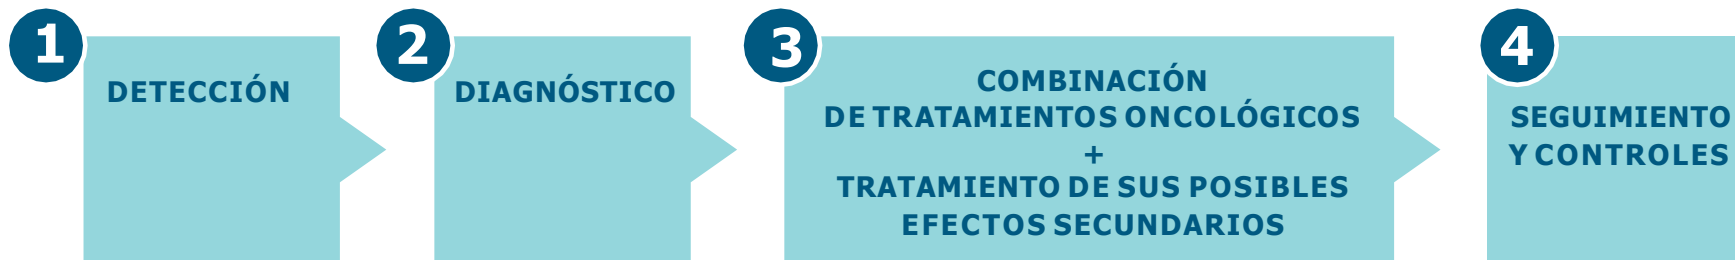 1
DETECCIÓN
2
DIAGNÓSTICO
3
COMBINACIÓN
DE TRATAMIENTOS ONCOLÓGICOS
+
TRATAMIENTO DE SUS POSIBLES
EFECTOS SECUNDARIOS
4
SEGUIMIENTO
Y CONTROLES